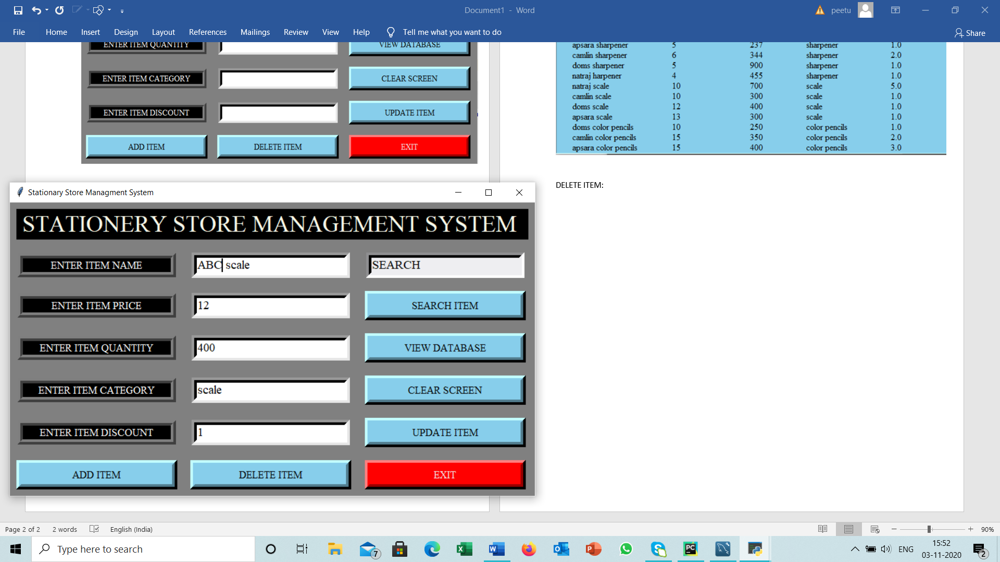 Document1 - Word
peetu
File Home Insert Design Layout References Mailings Review View Help Tell me what you want to do
Share
ENTER ITEM QUANTITY VIEW DATABASE
ENTER ITEM CATEGORY CLEAR SCREEN
ENTER ITEM DISCOUNT UPDATE ITEM
ADD ITEM DELETE ITEM EXIT
apsara sharpener 5 237 sharpener 1.0
camlin sharpener 6 344 sharpener 2.0
doms sharpener 5 900 sharpener 1.0
natraj harpener 4 455 sharpener 1.0
natraj scale 10 700 scale 5.0
camlin scale 10 300 scale 1.0
doms scale 12 400 scale 1.0
apsara scale 13 300 scale 1.0
doms color pencils 10 250 color pencils 1.0
camlin color pencils 15 350 color pencils 2.0
apsara color pencils 15 400 color pencils 3.0
DELETE ITEM:
Stationary Store Managment System
STATIONERY STORE MANAGEMENT SYSTEM
ENTER ITEM NAME ABC scale SEARCH
ENTER ITEM PRICE 12 SEARCH ITEM
ENTER ITEM QUANTITY 400 VIEW DATABASE
ENTER ITEM CATEGORY scale CLEAR SCREEN
ENTER ITEM DISCOUNT 1 UPDATE ITEM
ADD ITEM DELETE ITEM EXIT
Page 2 of 2 2 words English (India) 90%
Type here to search
7
ENG
15:52
03-11-2020
2